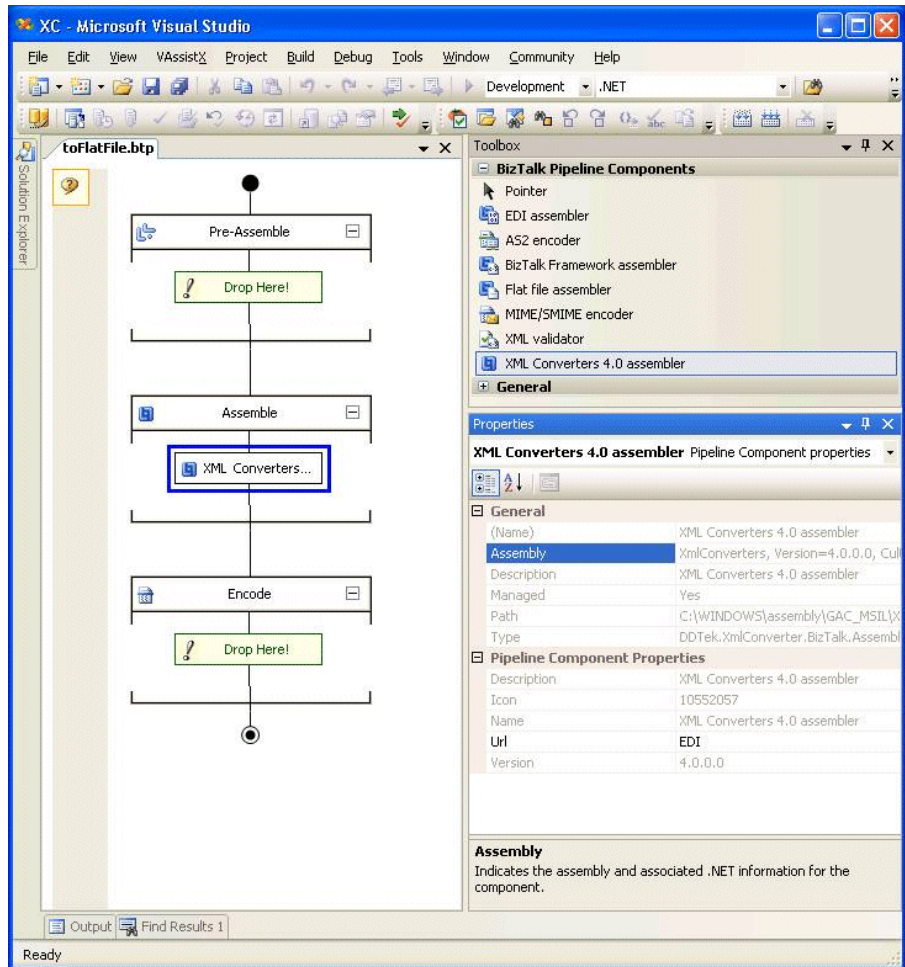 XC - Microsoft Visual Studio
File Edit View VAssistX Project Build Debug Tools Window Community Help
Development .NET
Solution Explorer
toFlatFile.btp
Pre-Assemble
Drop Here!
Assemble
XML Converters...
Encode
Drop Here!
Toolbox
BizTalk Pipeline Components
Pointer
EDI assembler
AS2 encoder
BizTalk Framework assembler
Flat file assembler
MIME/SMIME encoder
XML validator
XML Converters 4.0 assembler
General
Properties
XML Converters 4.0 assembler Pipeline Component properties
General
(Name) XML Converters 4.0 assembler
Assembly XmlConverters, Version=4.0.0.0, Cul
Description XML Converters 4.0 assembler
Managed Yes
Path C:\WINDOWS\assembly\GAC_MSIL\X
Type DDTek.XmlConverter.BizTalk.Assembl
Pipeline Component Properties
Description XML Converters 4.0 assembler
Icon 10552057
Name XML Converters 4.0 assembler
Url EDI
Version 4.0.0.0
Assembly
Indicates the assembly and associated .NET information for the
component.
Output Find Results 1
Ready